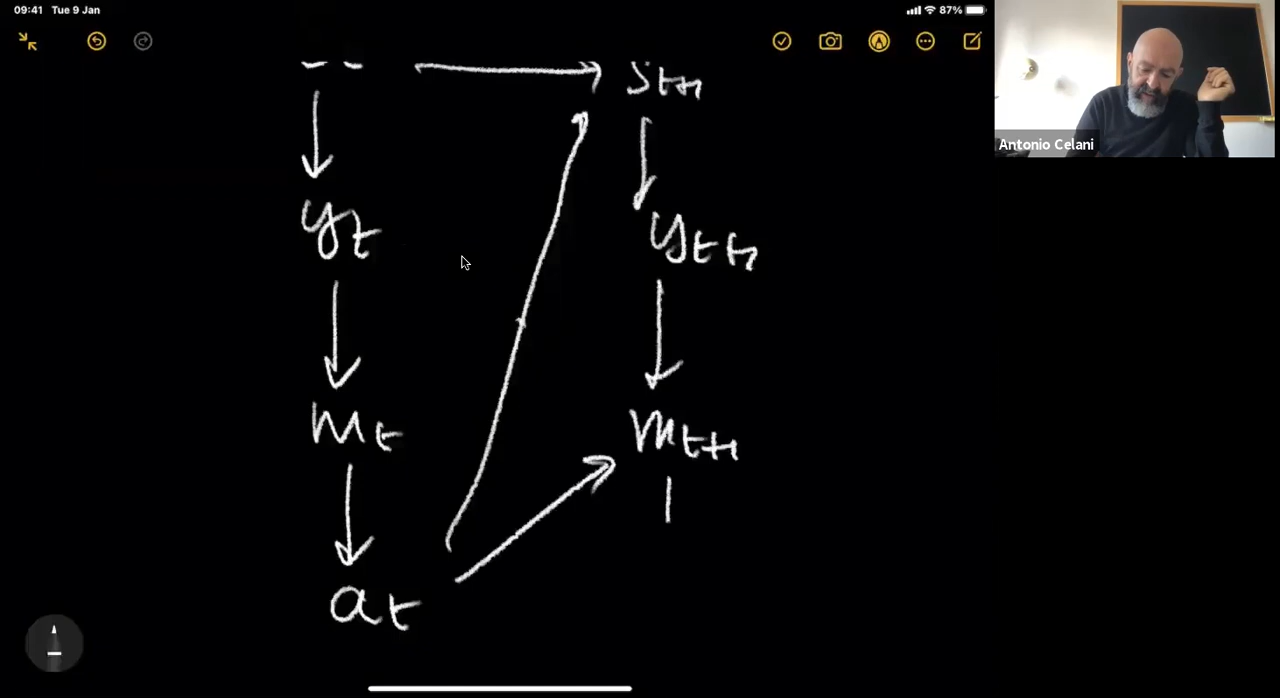 09:41 Tue 9 Jan 87%
Antonio Celani
S_{t+1}
y_t y_{t+1}
m_t m_{t+1}
a_t